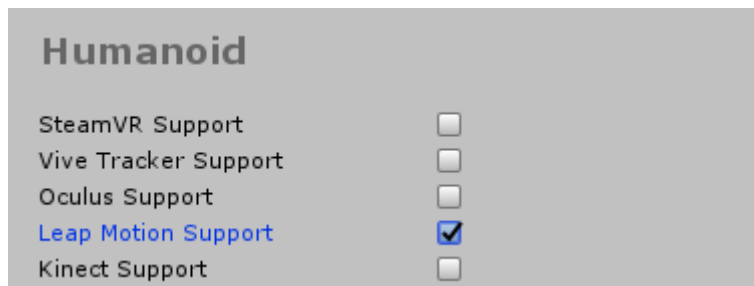 Humanoid
SteamVR Support
Vive Tracker Support
Oculus Support
Leap Motion Support
Kinect Support